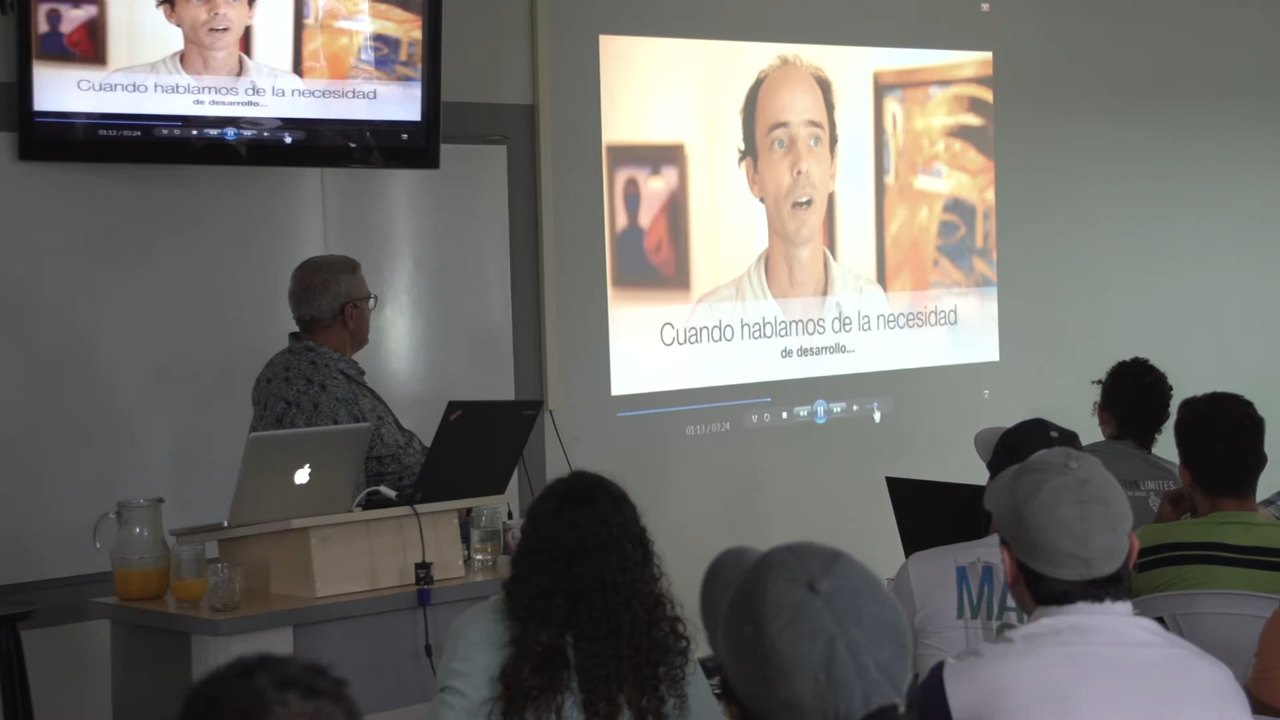 Cuando hablamos de la necesidad
de desarrollo...
01:13 / 03:24
Cuando hablamos de la necesidad
de desarrollo...
01:13 / 03:24
LIMITES
MA